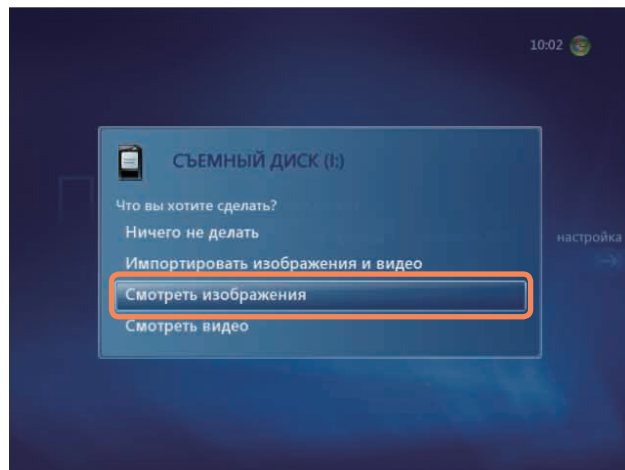 10:02
СЪЕМНЫЙ ДИСК (I:)
Что вы хотите сделать?
Ничего не делать
настройка
Импортировать изображения и видео
Смотреть изображения
Смотреть видео